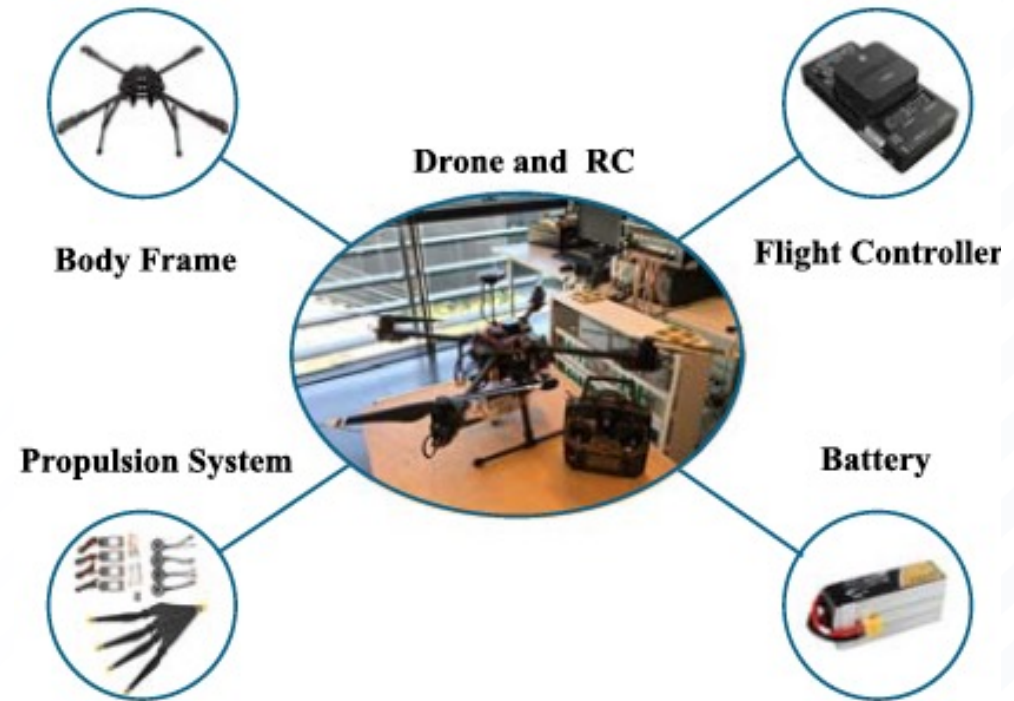 Drone and RC
Body Frame
Flight Controller
Propulsion System
Battery